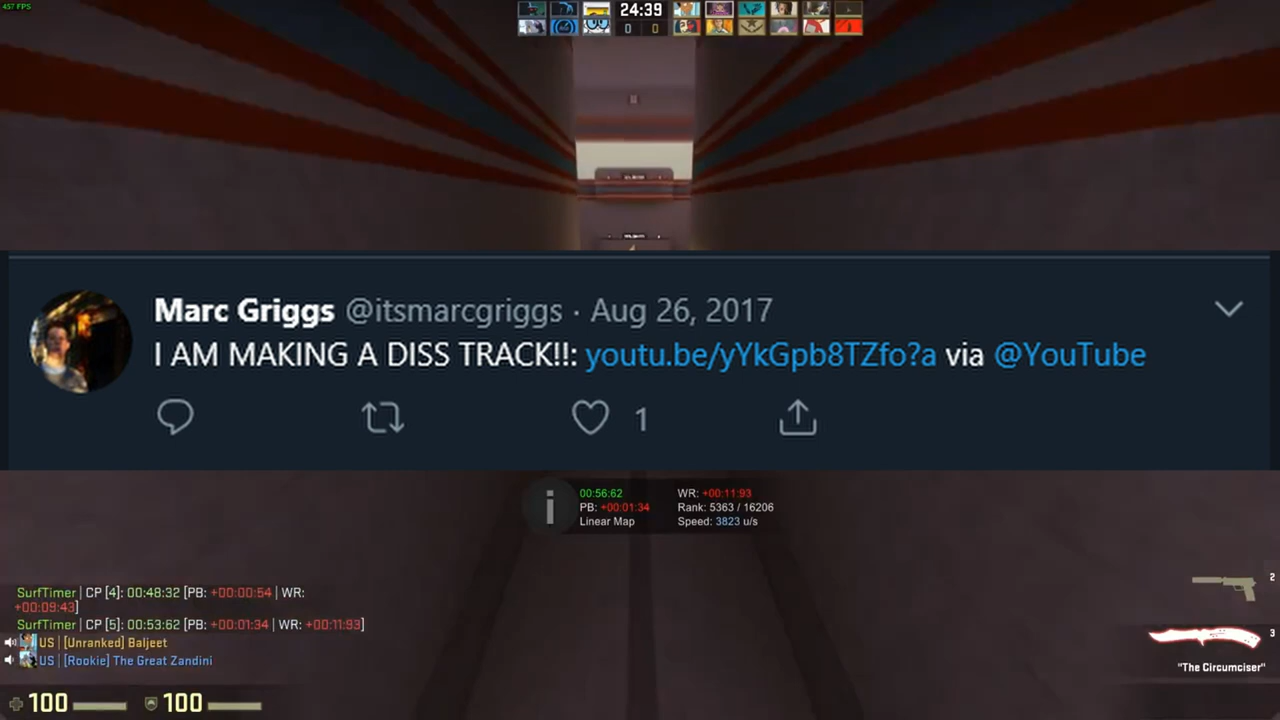 457 FPS
24:39
0 0
Marc Griggs @itsmarcgriggs · Aug 26, 2017
I AM MAKING A DISS TRACK!!: youtu.be/yYkGpb8TZfo?a via @YouTube
1
i
00:56:62 WR: +00:11:93
PB: +00:01:34 Rank: 5363 / 16206
Linear Map Speed: 3823 u/s
SurfTimer | CP [4]: 00:48:32 [PB: +00:00:54 | WR:
+00:09:43]
SurfTimer | CP [5]: 00:53:62 [PB: +00:01:34 | WR: +00:11:93]
US | [Unranked] Baljeet
US | [Rookie] The Great Zandini
2
3
"The Circumciser"
100 100